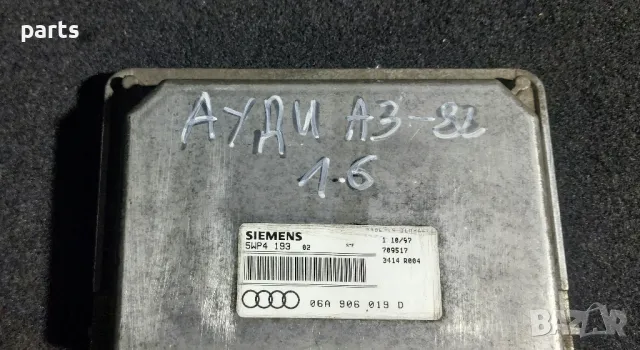 parts
АУДИ А3-8L
1.6
SIEMENS
5WP4 193 02
1 10/97
709517
3414 R004
06A 906 019 D
BAZAR